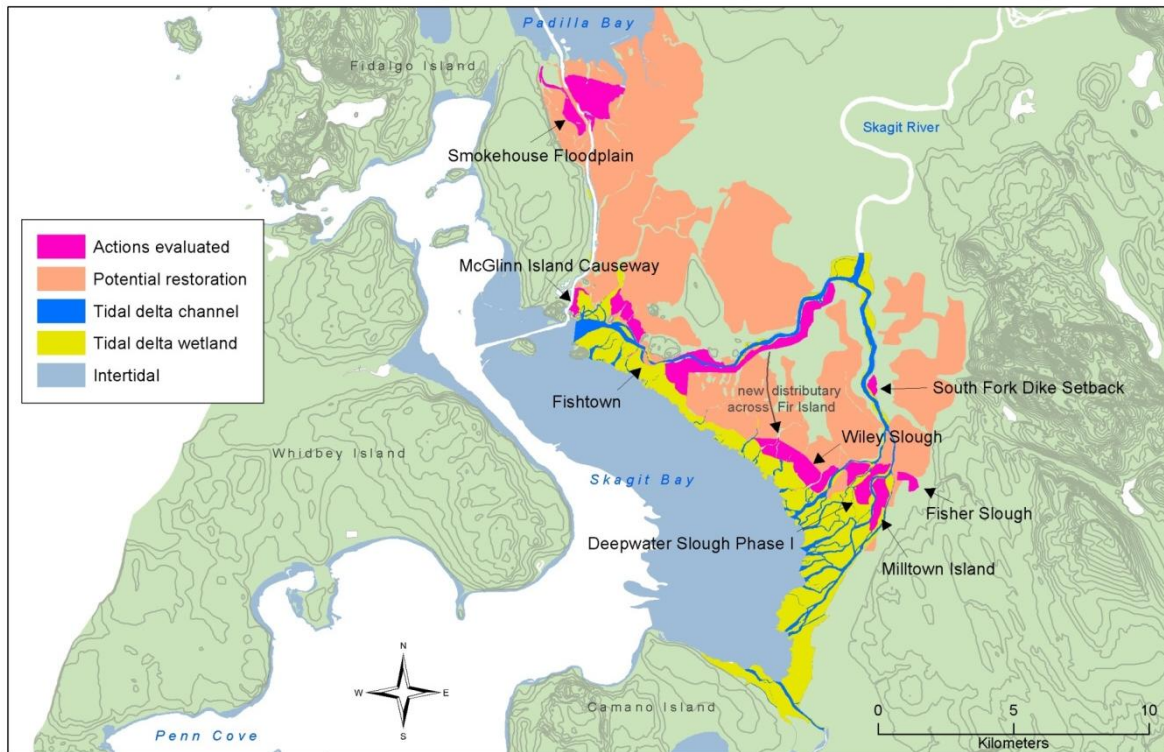 Padilla Bay
Fidalgo Island
Skagit River
Smokehouse Floodplain
Actions evaluated
Potential restoration
Tidal delta channel
Tidal delta wetland
Intertidal
McGlinn Island Causeway
South Fork Dike Setback
Fishtown
new distributary
across Fir Island
Wiley Slough
Whidbey Island
Skagit Bay
Fisher Slough
Deepwater Slough Phase I
Milltown Island
N
W E
S
Camano Island
Penn Cove
0 5 10
Kilometers